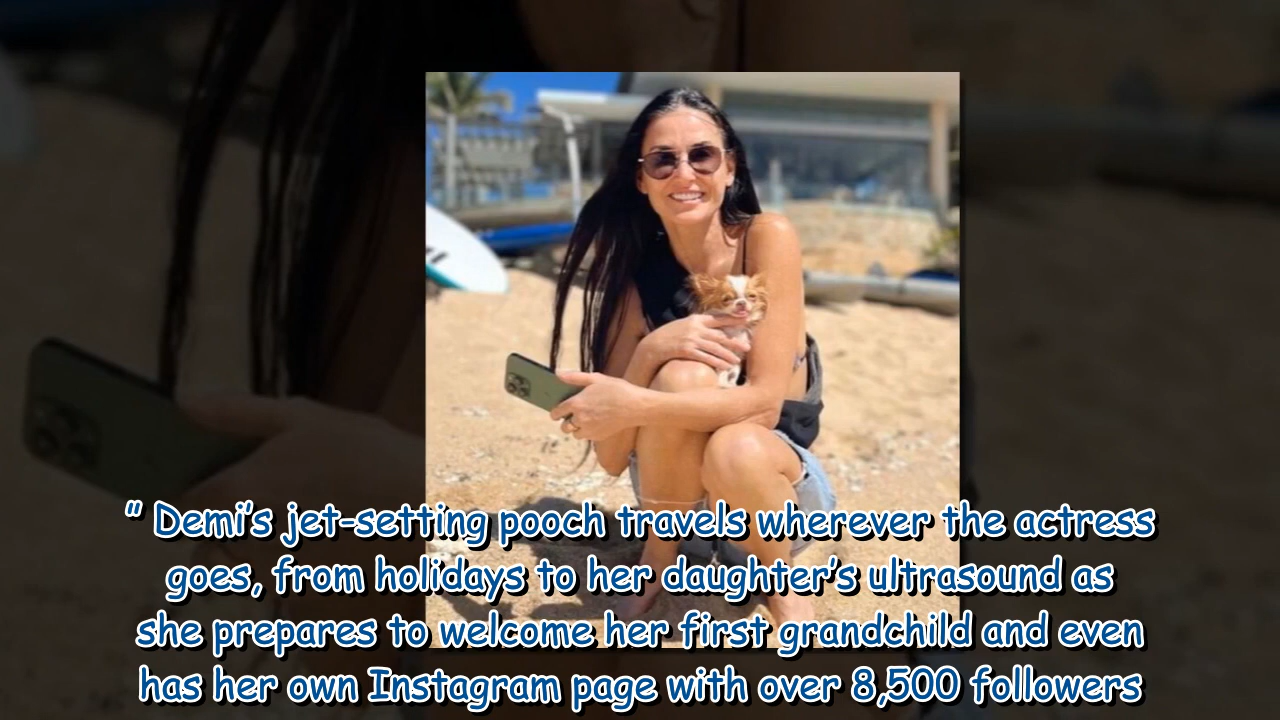 ” Demi’s jet-setting pooch travels wherever the actress
goes, from holidays to her daughter’s ultrasound as
she prepares to welcome her first grandchild and even
has her own Instagram page with over 8,500 followers